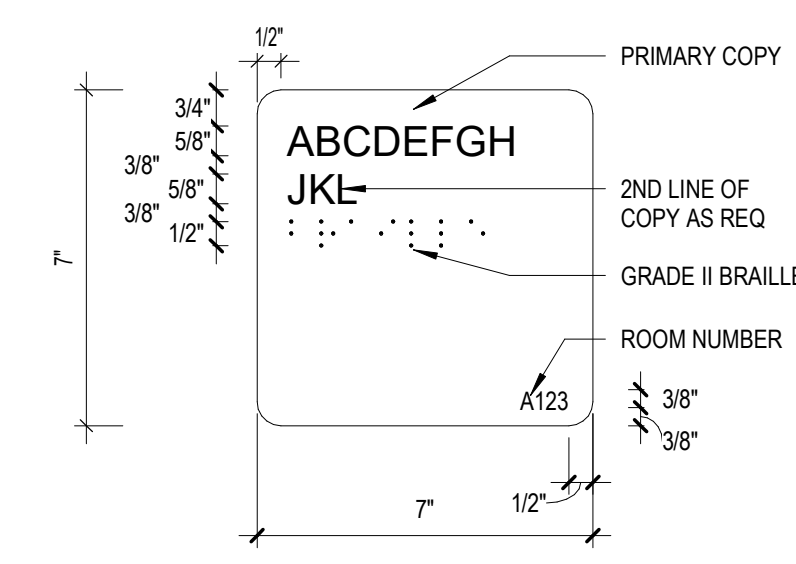 1/2"
PRIMARY COPY
3/4"
5/8"
3/8"
5/8"
3/8"
1/2"
7"
ABCDEFGH
JKL
2ND LINE OF
COPY AS REQ
GRADE II BRAILLE
ROOM NUMBER
A123
3/8"
3/8"
1/2"
7"